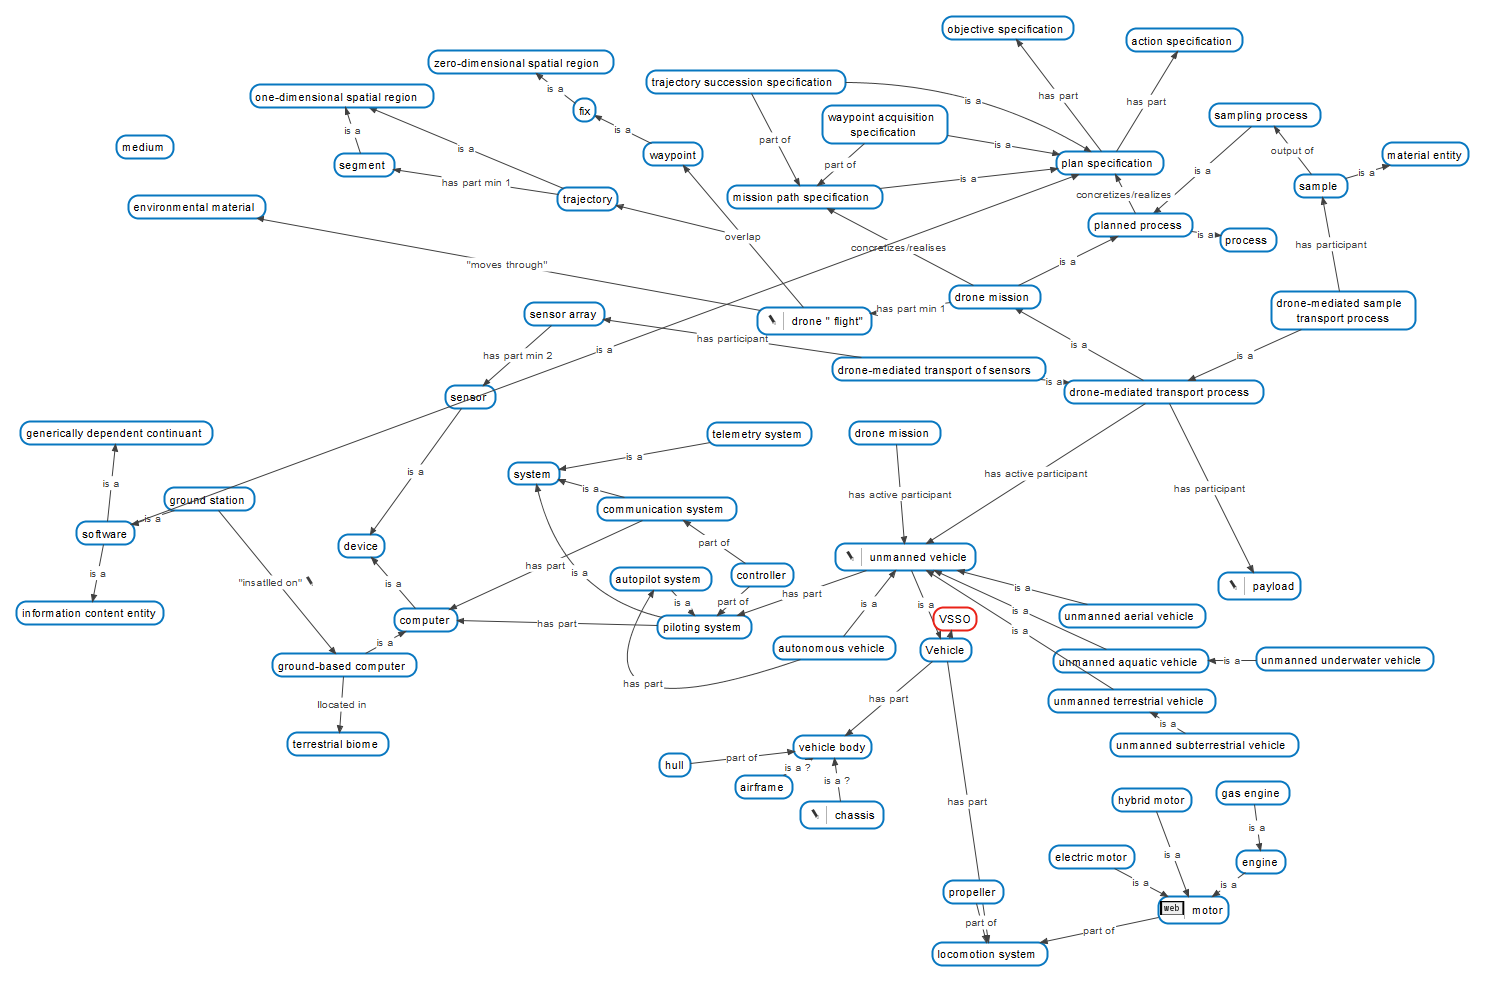 objective specification
action specification
zero-dimensional spatial region
trajectory succession specification
one-dimensional spatial region
is a
is a
has part
has part
fix
waypoint acquisition
specification
sampling process
medium
is a
is a
part of
is a
output of
segment
is a
waypoint
part of
plan specification
material entity
has part min 1
is a
is a
is a
sample
environmental material
trajectory
mission path specification
concretizes/realizes
planned process
is a
process
overlap
concretizes/realises
has participant
"moves through"
is a
drone mission
drone-mediated sample
transport process
sensor array
drone " flight"
has part min 1
has participant
is a
is a
has part min 2
is a
drone-mediated transport of sensors
is a
drone-mediated transport process
sensor
generically dependent continuant
telemetry system
drone mission
is a
is a
system
has active participant
is a
is a
has active participant
has participant
ground station
communication system
is a
software
part of
device
unmanned vehicle
has part
is a
is a
"insatlled on"
is a
autopilot system
controller
has part
is a
payload
information content entity
is a
part of
is a
is a
is a
unmanned aerial vehicle
computer
has part
piloting system
VSSO
is a
is a
autonomous vehicle
Vehicle
ground-based computer
unmanned aquatic vehicle
is a
unmanned underwater vehicle
has part
has part
llocated in
unmanned terrestrial vehicle
is a
terrestrial biome
vehicle body
unmanned subterrestrial vehicle
hull
part of
is a ?
airframe
is a ?
chassis
has part
hybrid motor
gas engine
is a
electric motor
is a
engine
is a
is a
propeller
web
motor
part of
part of
locomotion system